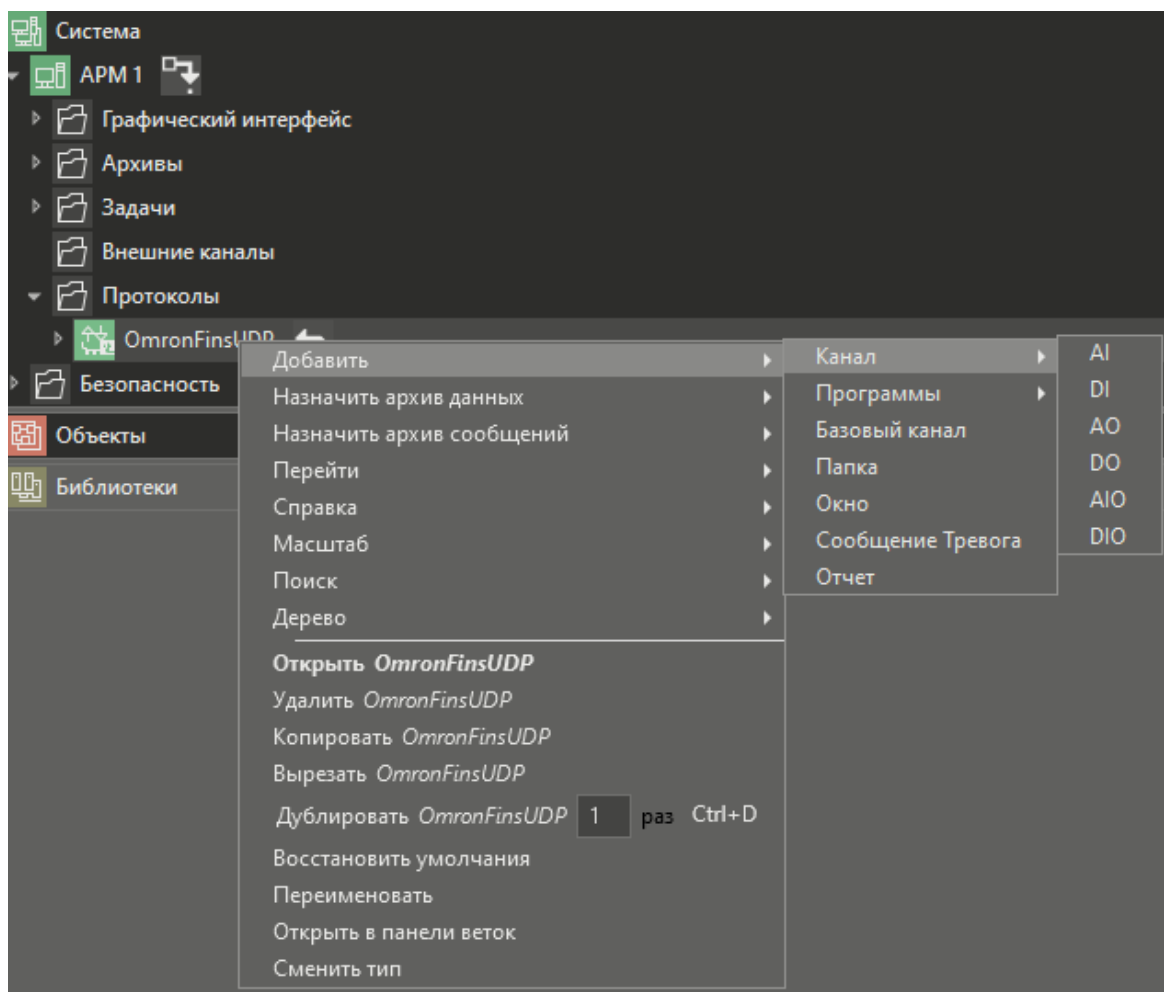 Система
АРМ 1
Графический интерфейс
Архивы
Задачи
Внешние каналы
Протоколы
OmronFinsUDP
Безопасность
Объекты
Библиотеки
Добавить
Назначить архив данных
Назначить архив сообщений
Перейти
Справка
Масштаб
Поиск
Дерево
Открыть OmronFinsUDP
Удалить OmronFinsUDP
Копировать OmronFinsUDP
Вырезать OmronFinsUDP
Дублировать OmronFinsUDP 1 раз Ctrl+D
Восстановить умолчания
Переименовать
Открыть в панели веток
Сменить тип
Канал
Программы
Базовый канал
Папка
Окно
Сообщение Тревога
Отчет
AI
DI
AO
DO
AIO
DIO